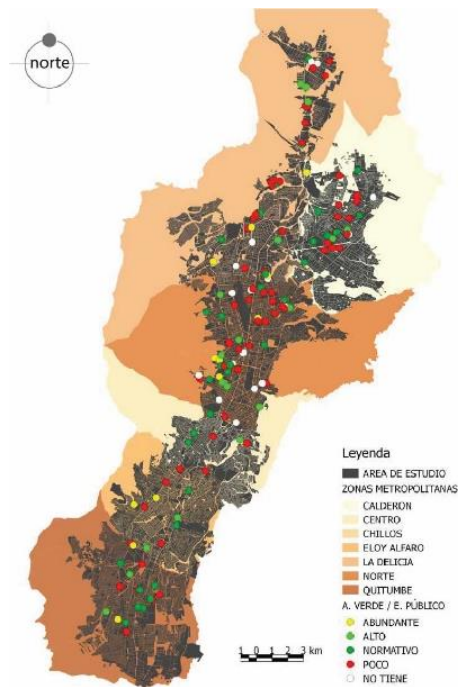 norte
Leyenda
AREA DE ESTUDIO
ZONAS METROPOLITANAS
CALDERON
CENTRO
CHILLOS
ELOY ALFARO
LA DELICIA
NORTE
QUITUMBE
A. VERDE / E. PÚBLICO
ABUNDANTE
ALTO
NORMATIVO
POCO
NO TIENE
1 0 1 2 3 km